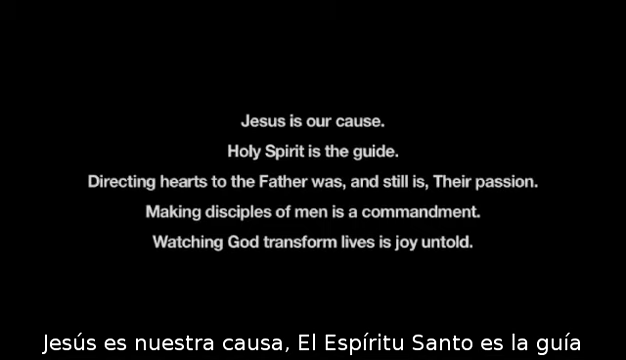 Jesus is our cause.
Holy Spirit is the guide.
Directing hearts to the Father was, and still is, Their passion.
Making disciples of men is a commandment.
Watching God transform lives is joy untold.
Jesús es nuestra causa, El Espíritu Santo es la guía